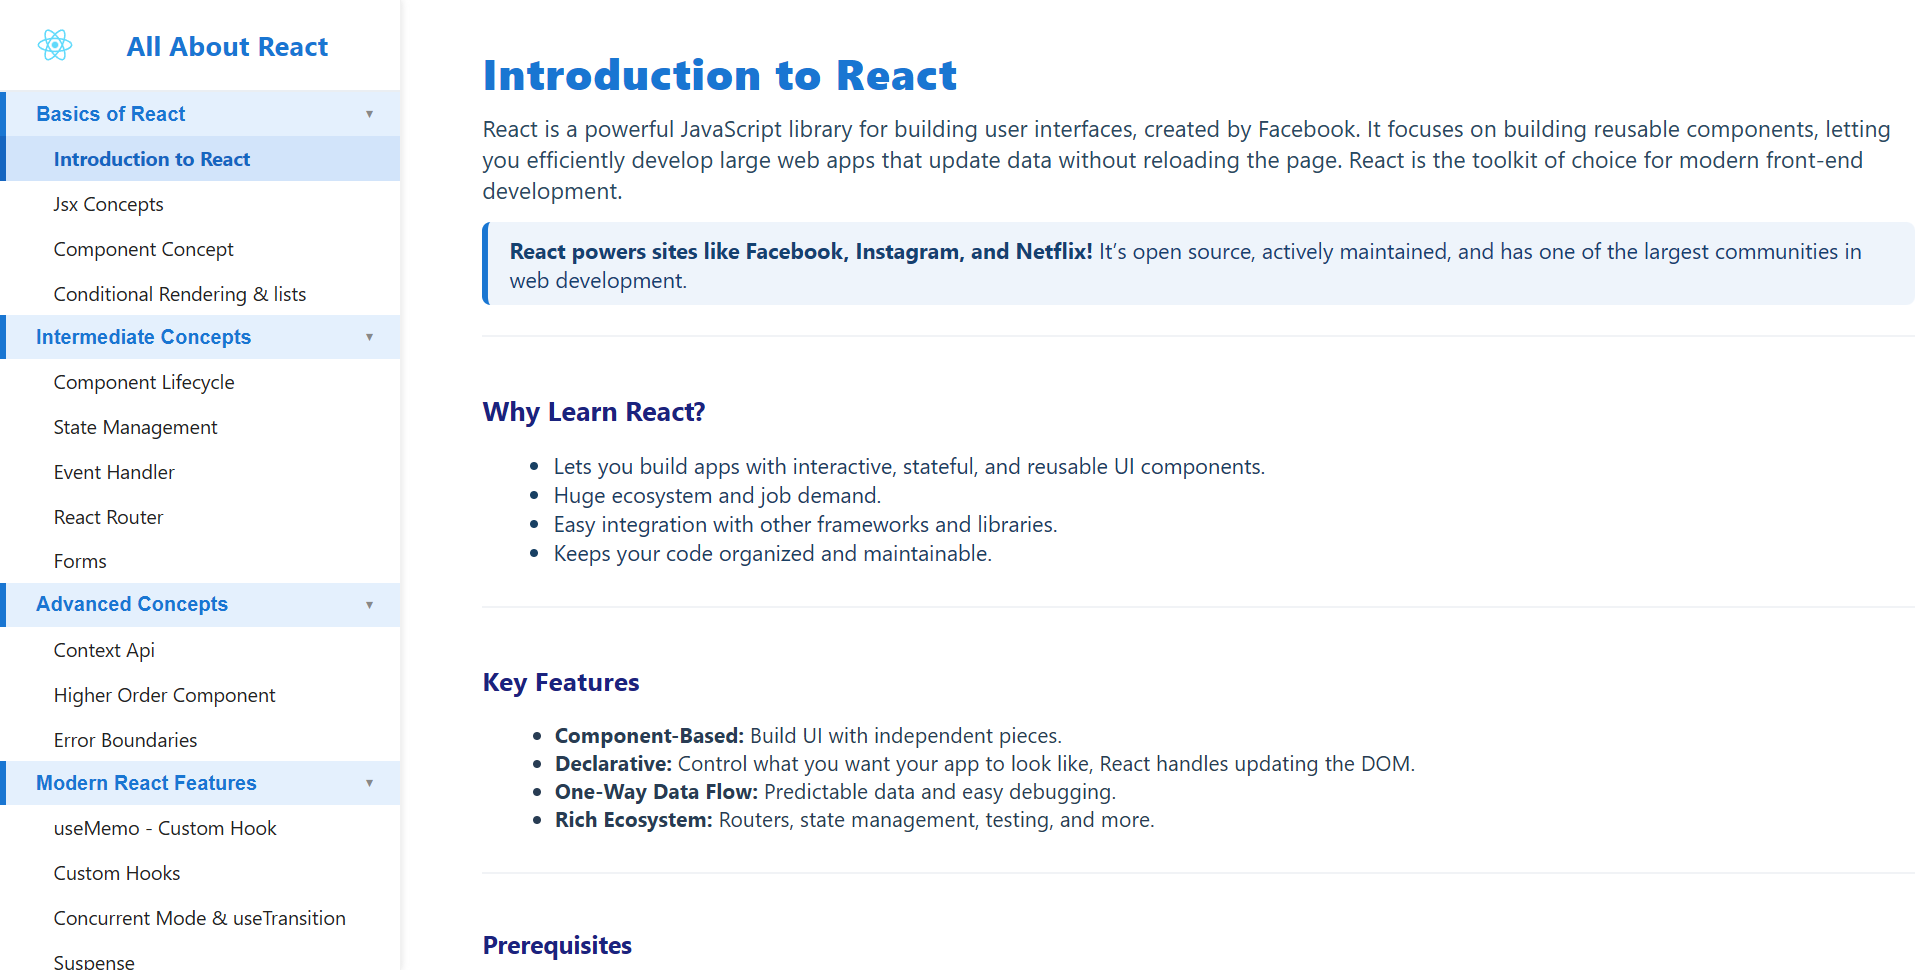 All About React
Basics of React
Introduction to React
Jsx Concepts
Component Concept
Conditional Rendering & lists
Intermediate Concepts
Component Lifecycle
State Management
Event Handler
React Router
Forms
Advanced Concepts
Context Api
Higher Order Component
Error Boundaries
Modern React Features
useMemo - Custom Hook
Custom Hooks
Concurrent Mode & useTransition
Suspense
Introduction to React
React is a powerful JavaScript library for building user interfaces, created by Facebook. It focuses on building reusable components, letting
you efficiently develop large web apps that update data without reloading the page. React is the toolkit of choice for modern front-end
development.
React powers sites like Facebook, Instagram, and Netflix! It’s open source, actively maintained, and has one of the largest communities in
web development.
Why Learn React?
Lets you build apps with interactive, stateful, and reusable UI components.
Huge ecosystem and job demand.
Easy integration with other frameworks and libraries.
Keeps your code organized and maintainable.
Key Features
Component-Based: Build UI with independent pieces.
Declarative: Control what you want your app to look like, React handles updating the DOM.
One-Way Data Flow: Predictable data and easy debugging.
Rich Ecosystem: Routers, state management, testing, and more.
Prerequisites